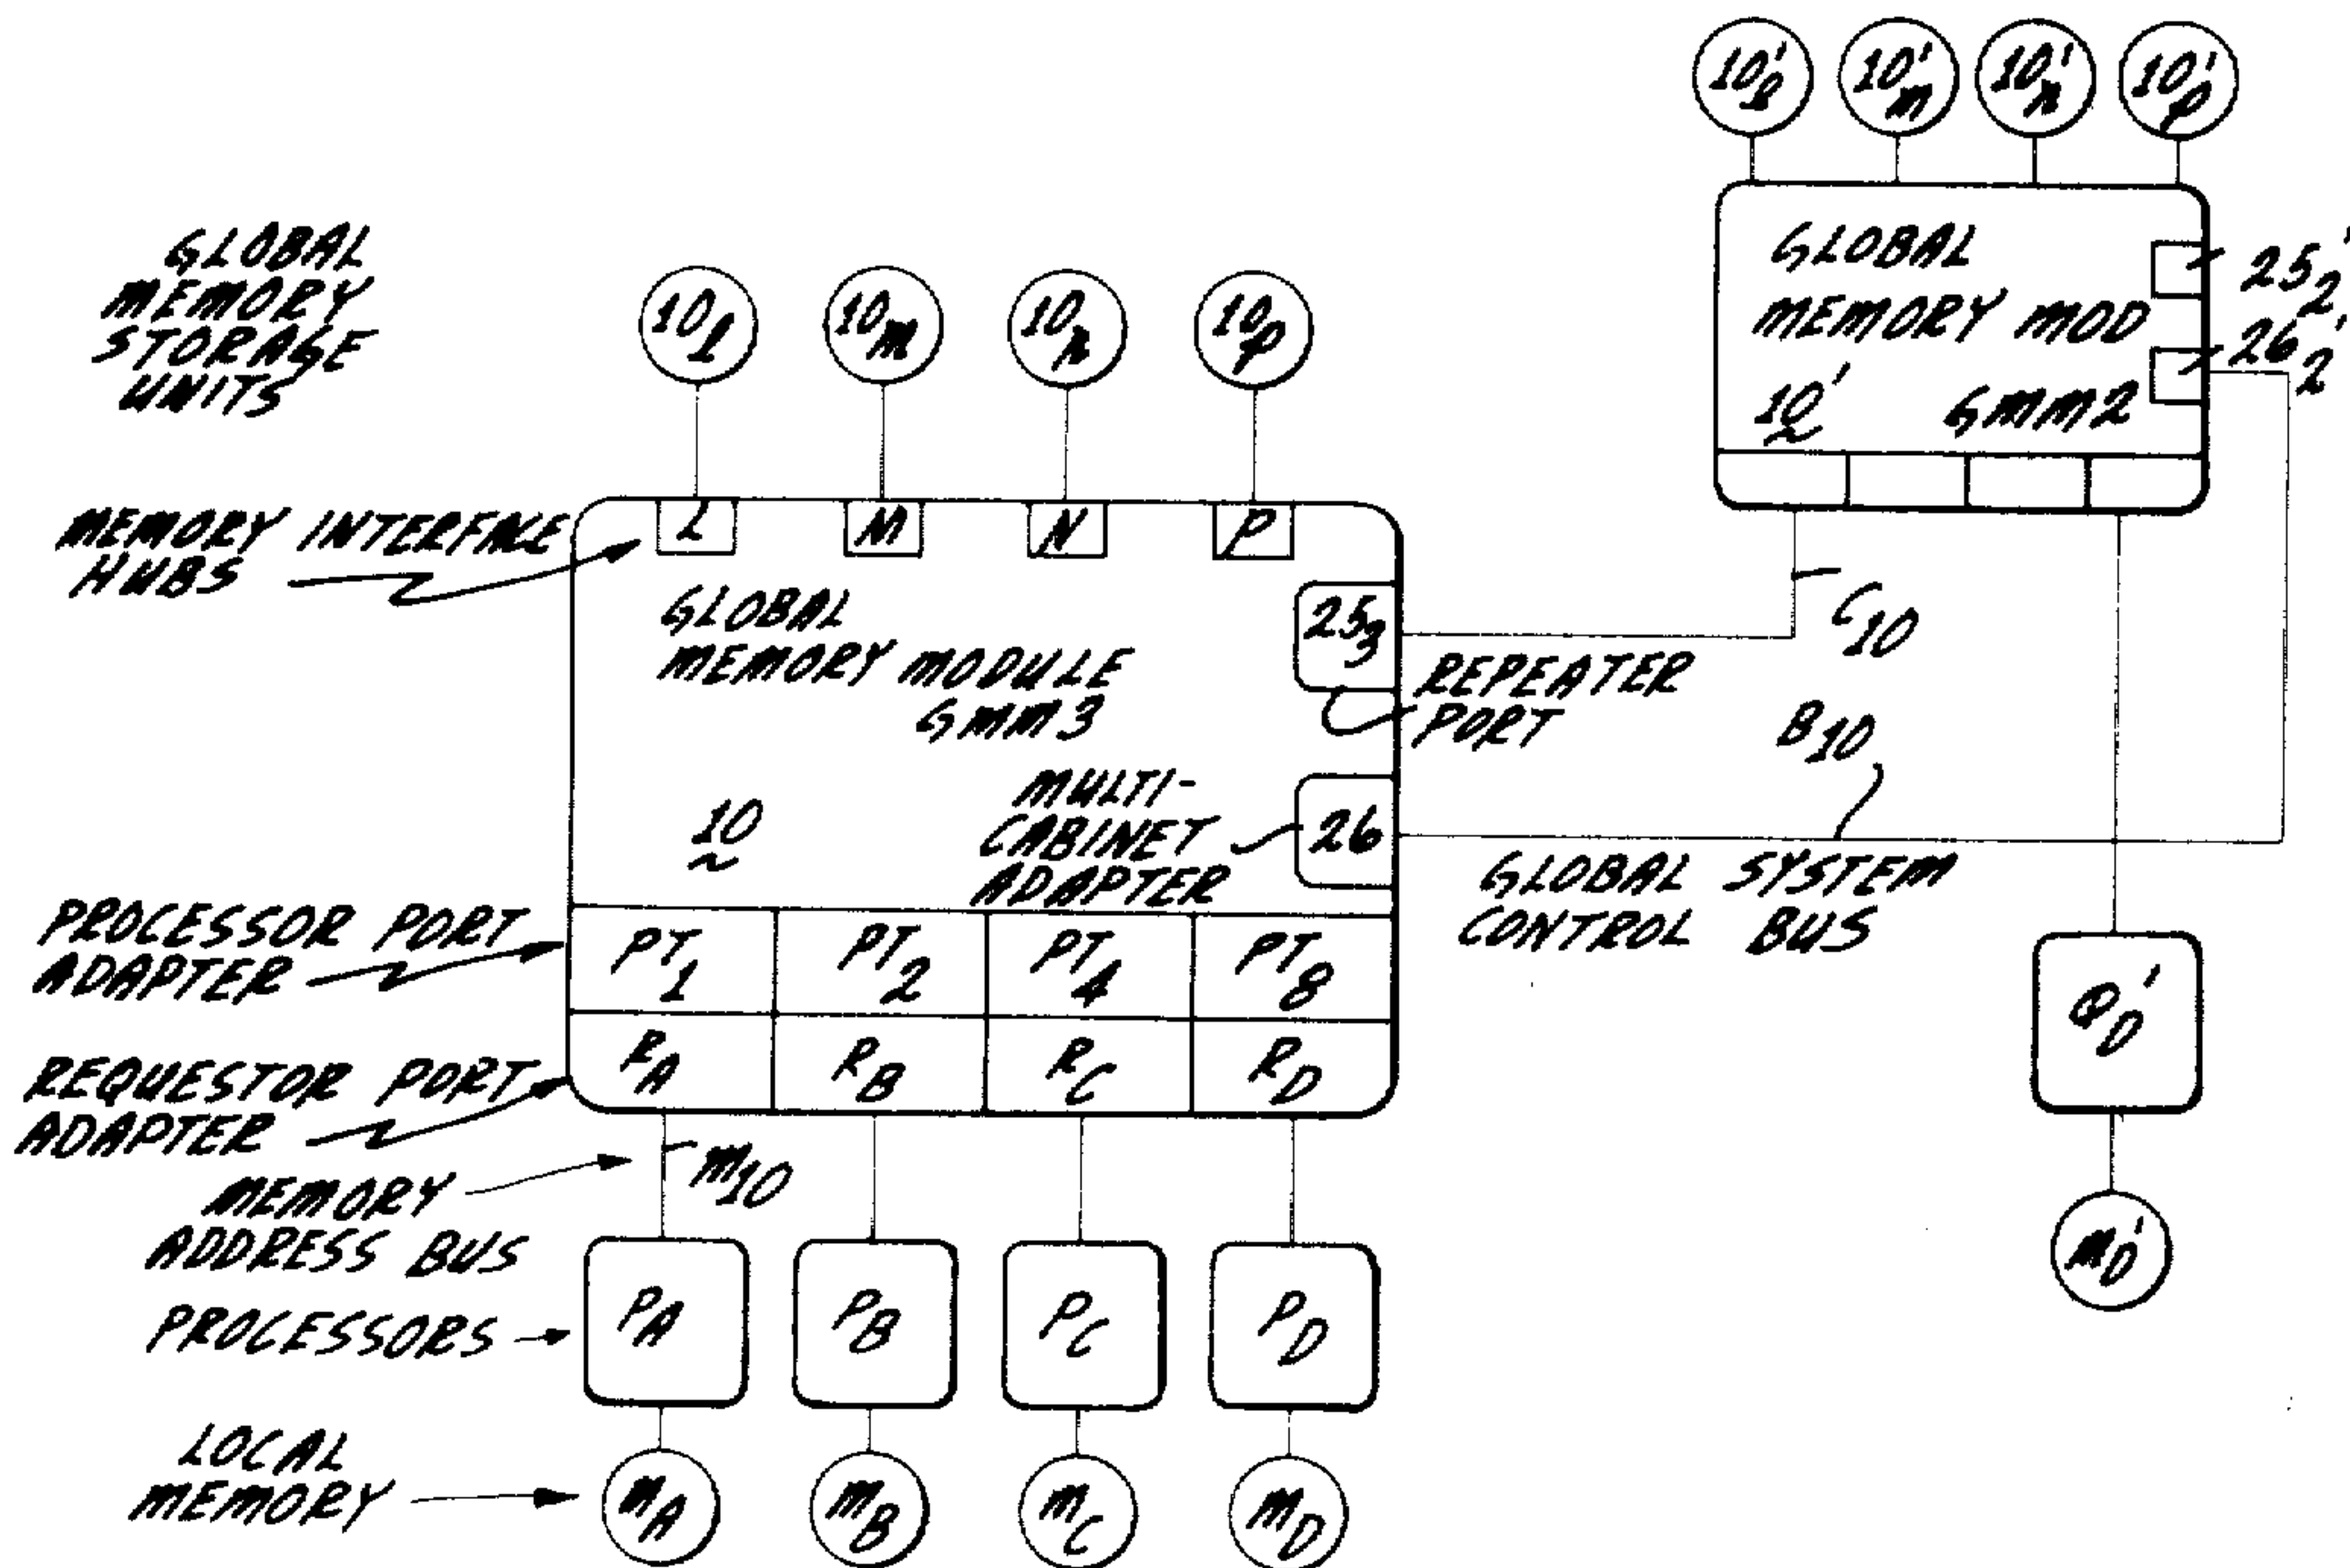 10'l 10'm 10'n 10'p
GLOBAL
MEMORY
STORAGE
UNITS
10l 10m 10n 10p
GLOBAL
MEMORY MOD
10' GMM2
25'2
26'2
MEMORY INTERFACE
HUBS
L M N P
GLOBAL
MEMORY MODULE
GMM3
253
REPEATER
PORT
C10
B10
10
MULTI-
CABINET
ADAPTER
26
GLOBAL SYSTEM
CONTROL BUS
PROCESSOR PORT
ADAPTER
PT1 PT2 PT4 PT8
REQUESTOR PORT
ADAPTER
RA RB RC RD
MEMORY
ADDRESS BUS
M10
PROCESSORS
PA PB PC PD
LOCAL
MEMORY
MA MB MC MD
M'D